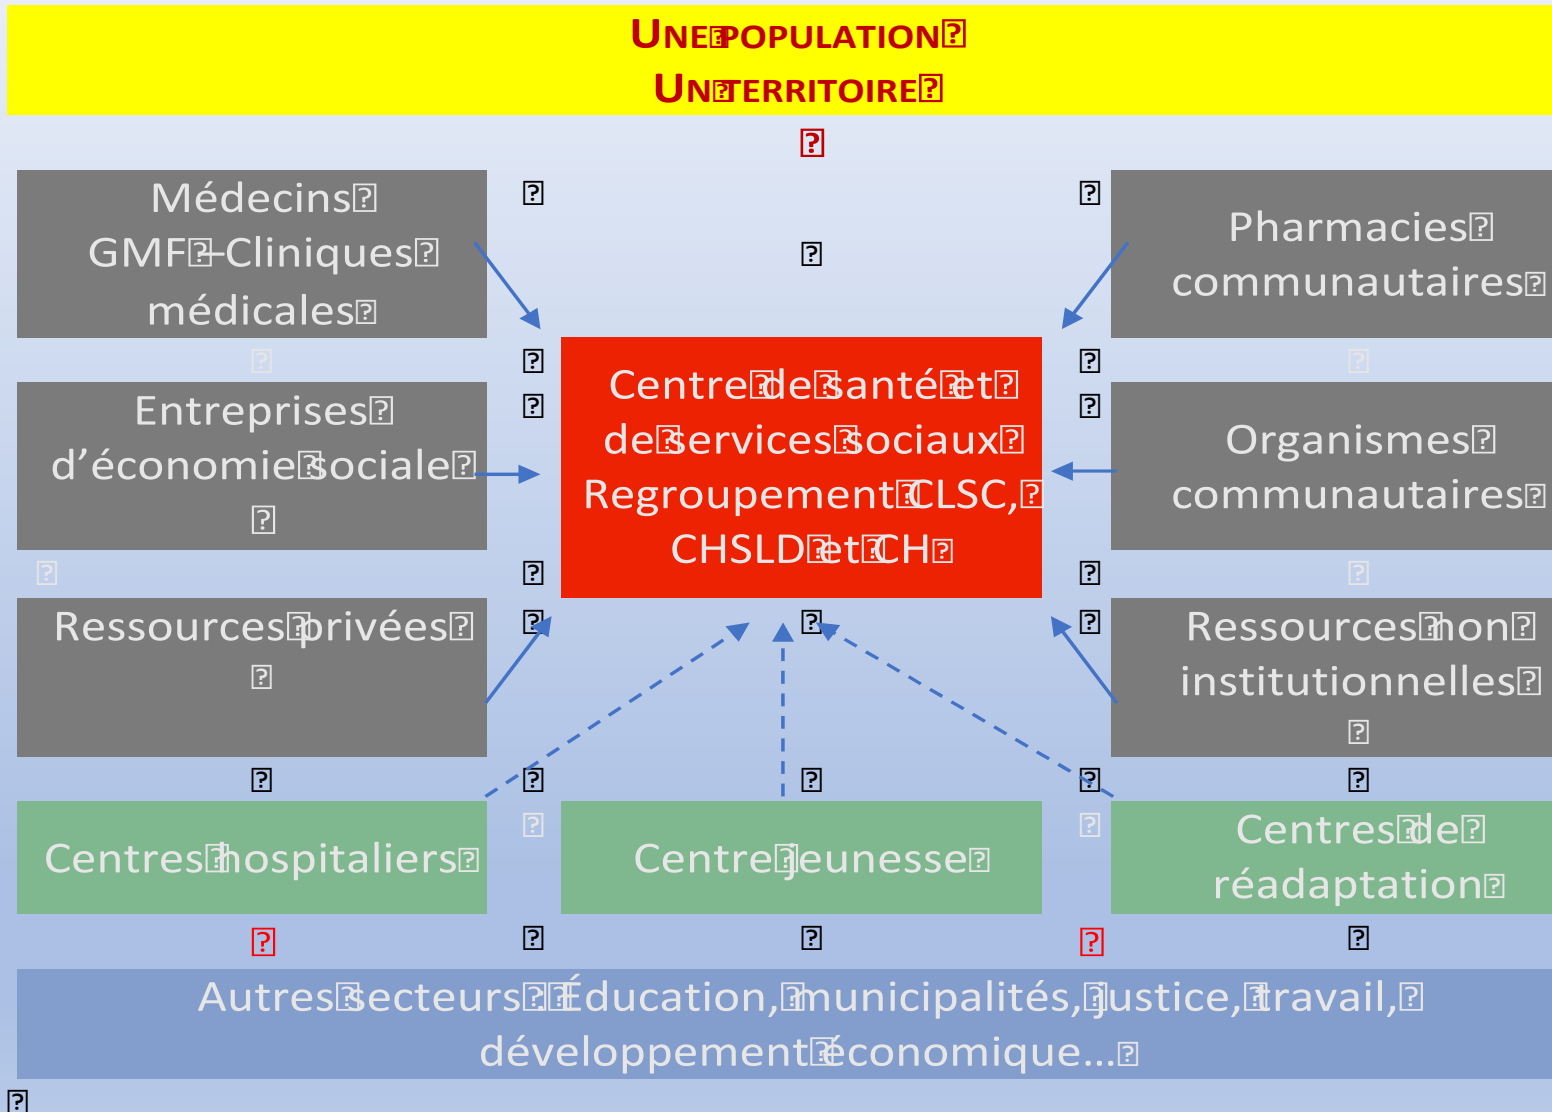 UNE POPULATION
UN TERRITOIRE
Médecins
GMF – Cliniques
médicales
Pharmacies
communautaires
Centre de santé et
de services sociaux
Regroupement CLSC,
CHSLD et CH
Entreprises
d’économie sociale
Organismes
communautaires
Ressources privées
Ressources non
institutionnelles
Centres hospitaliers
Centre jeunesse
Centres de
réadaptation
Autres secteurs : Éducation, municipalités, justice, travail,
développement économique...